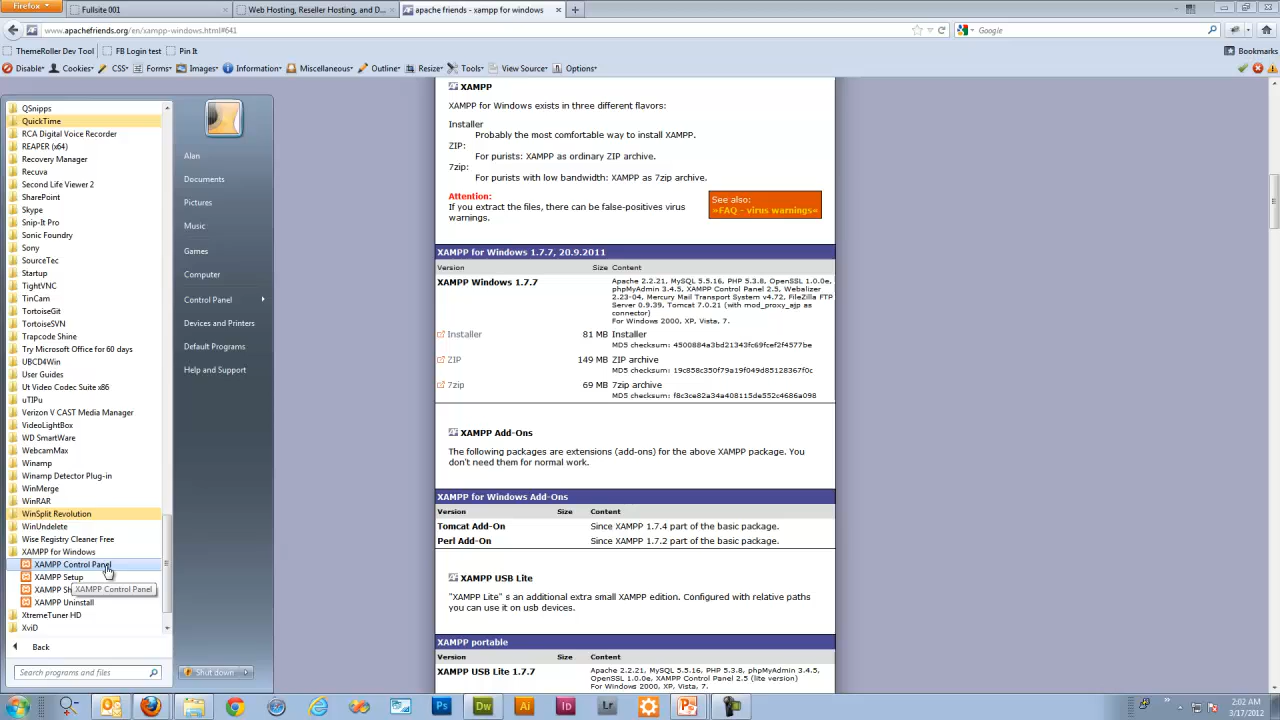 Firefox
Fullsite 001
Web Hosting, Reseller Hosting, and D...
apache friends - xampp for windows
www.apachefriends.org/en/xampp-windows.html#641
Google
ThemeRoller Dev Tool
FB Login test
Pin It
Bookmarks
Disable
Cookies
CSS
Forms
Images
Information
Miscellaneous
Outline
Resize
Tools
View Source
Options
QSnipps
QuickTime
RCA Digital Voice Recorder
REAPER (x64)
Recovery Manager
Recuva
Second Life Viewer 2
SharePoint
Skype
Snip-It Pro
Sonic Foundry
Sony
SourceTec
Startup
TightVNC
TinCam
TortoiseGit
TortoiseSVN
Trapcode Shine
Try Microsoft Office for 60 days
UBCD4Win
User Guides
Ut Video Codec Suite x86
uTIPu
Verizon V CAST Media Manager
VideoLightBox
WD SmartWare
WebcamMax
Winamp
Winamp Detector Plug-in
WinMerge
WinRAR
WinSplit Revolution
WinUndelete
Wise Registry Cleaner Free
XAMPP for Windows
XAMPP Control Panel
XAMPP Setup
XAMPP Sh
XAMPP Control Panel
XAMPP Uninstall
XtremeTuner HD
XviD
Back
Search programs and files
Alan
Documents
Pictures
Music
Games
Computer
Control Panel
Devices and Printers
Default Programs
Help and Support
Shut down
XAMPP
XAMPP for Windows exists in three different flavors:
Installer
Probably the most comfortable way to install XAMPP.
ZIP:
For purists: XAMPP as ordinary ZIP archive.
7zip:
For purists with low bandwidth: XAMPP as 7zip archive.
Attention:
If you extract the files, there can be false-positives virus
warnings.
See also:
»FAQ - virus warnings«
XAMPP for Windows 1.7.7, 20.9.2011
Version Size Content
XAMPP Windows 1.7.7
Apache 2.2.21, MySQL 5.5.16, PHP 5.3.8, OpenSSL 1.0.0e,
phpMyAdmin 3.4.5, XAMPP Control Panel 2.5, Webalizer
2.23-04, Mercury Mail Transport System v4.72, FileZilla FTP
Server 0.9.39, Tomcat 7.0.21 (with mod_proxy_ajp as
connector)
For Windows 2000, XP, Vista, 7.
Installer 81 MB Installer
MD5 checksum: 4500884a3bd21343fc69fcef2f4577be
ZIP 149 MB ZIP archive
MD5 checksum: 19c858c350f79a19f049d85128367f0c
7zip 69 MB 7zip archive
MD5 checksum: f8c3ce82a34a408115de552c4686a098
XAMPP Add-Ons
The following packages are extensions (add-ons) for the above XAMPP package. You
don't need them for normal work.
XAMPP for Windows Add-Ons
Version Size Content
Tomcat Add-On Since XAMPP 1.7.4 part of the basic package.
Perl Add-On Since XAMPP 1.7.2 part of the basic package.
XAMPP USB Lite
"XAMPP Lite" s an additional extra small XAMPP edition. Configured with relative paths
you can use it on usb devices.
XAMPP portable
Version Size Content
XAMPP USB Lite 1.7.7
Apache 2.2.21, MySQL 5.5.16, PHP 5.3.8, phpMyAdmin 3.4.5,
OpenSSL 1.0.0e, XAMPP Control Panel 2.5 (lite version)
For Windows 2000, XP, Vista, 7.
Ps
Dw
Ai
Id
Lr
2:02 AM
3/17/2012